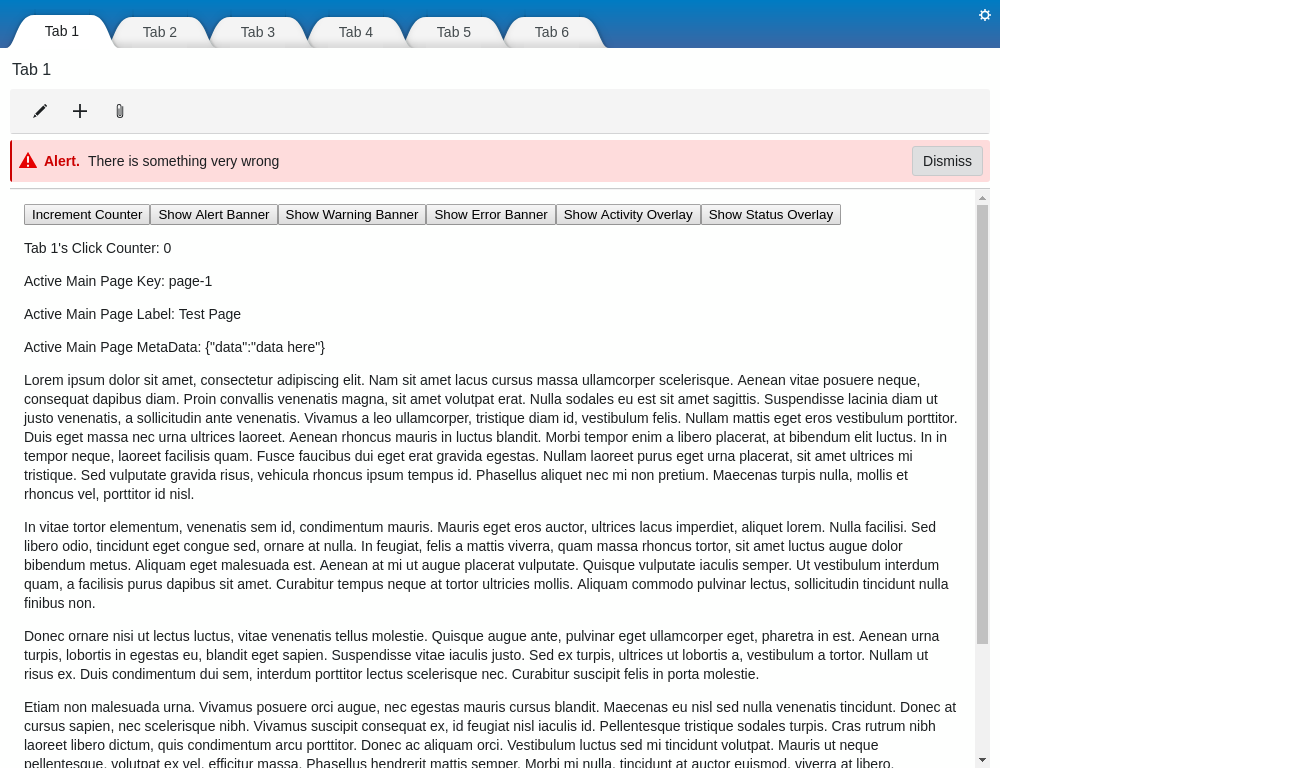 Tab 1 Tab 2 Tab 3 Tab 4 Tab 5 Tab 6
Tab 1
Alert. There is something very wrong Dismiss
Increment Counter Show Alert Banner Show Warning Banner Show Error Banner Show Activity Overlay Show Status Overlay
Tab 1's Click Counter: 0
Active Main Page Key: page-1
Active Main Page Label: Test Page
Active Main Page MetaData: {"data":"data here"}
Lorem ipsum dolor sit amet, consectetur adipiscing elit. Nam sit amet lacus cursus massa ullamcorper scelerisque. Aenean vitae posuere neque,
consequat dapibus diam. Proin convallis venenatis magna, sit amet volutpat erat. Nulla sodales eu est sit amet sagittis. Suspendisse lacinia diam ut
justo venenatis, a sollicitudin ante venenatis. Vivamus a leo ullamcorper, tristique diam id, vestibulum felis. Nullam mattis eget eros vestibulum porttitor.
Duis eget massa nec urna ultrices laoreet. Aenean rhoncus mauris in luctus blandit. Morbi tempor enim a libero placerat, at bibendum elit luctus. In in
tempor neque, laoreet facilisis quam. Fusce faucibus dui eget erat gravida egestas. Nullam laoreet purus eget urna placerat, sit amet ultrices mi
tristique. Sed vulputate gravida risus, vehicula rhoncus ipsum tempus id. Phasellus aliquet nec mi non pretium. Maecenas turpis nulla, mollis et
rhoncus vel, porttitor id nisl.
In vitae tortor elementum, venenatis sem id, condimentum mauris. Mauris eget eros auctor, ultrices lacus imperdiet, aliquet lorem. Nulla facilisi. Sed
libero odio, tincidunt eget congue sed, ornare at nulla. In feugiat, felis a mattis viverra, quam massa rhoncus tortor, sit amet luctus augue dolor
bibendum metus. Aliquam eget malesuada est. Aenean at mi ut augue placerat vulputate. Quisque vulputate iaculis semper. Ut vestibulum interdum
quam, a facilisis purus dapibus sit amet. Curabitur tempus neque at tortor ultricies mollis. Aliquam commodo pulvinar lectus, sollicitudin tincidunt nulla
finibus non.
Donec ornare nisi ut lectus luctus, vitae venenatis tellus molestie. Quisque augue ante, pulvinar eget ullamcorper eget, pharetra in est. Aenean urna
turpis, lobortis in egestas eu, blandit eget sapien. Suspendisse vitae iaculis justo. Sed ex turpis, ultrices ut lobortis a, vestibulum a tortor. Nullam ut
risus ex. Duis condimentum dui sem, interdum porttitor lectus scelerisque nec. Curabitur suscipit felis in porta molestie.
Etiam non malesuada urna. Vivamus posuere orci augue, nec egestas mauris cursus blandit. Maecenas eu nisl sed nulla venenatis tincidunt. Donec at
cursus sapien, nec scelerisque nibh. Vivamus suscipit consequat ex, id feugiat nisl iaculis id. Pellentesque tristique sodales turpis. Cras rutrum nibh
laoreet libero dictum, quis condimentum arcu porttitor. Donec ac aliquam orci. Vestibulum luctus sed mi tincidunt volutpat. Mauris ut neque
pellentesque, volutpat ex vel, efficitur massa. Phasellus hendrerit mattis semper. Morbi mi nulla, tincidunt at auctor euismod, viverra at libero.